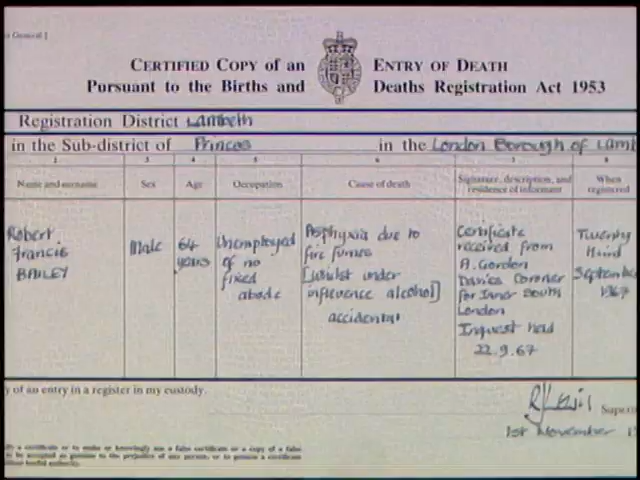 CERTIFIED COPY of an ENTRY OF DEATH
Pursuant to the Births and Deaths Registration Act 1953
Registration District Lambeth
in the Sub-district of Princes in the London Borough of Lamb
2 3 4 5 6 7 8
Name and surname Sex Age Occupation Cause of death Signature, description, and residence of informant When registered
Robert
Francis
BAILEY
Male
64
years
Unemployed
of no
fixed
abode
Asphyxia due to
fire fumes
[Whilst under
influence alcohol]
accidental
Certificate
received from
A. Gordon
Davies Coroner
for Inner South
London
Inquest held
22.9.67
Twenty
third
Septembe
1967
y of an entry in a register in my custody.
Superin
1st November 1